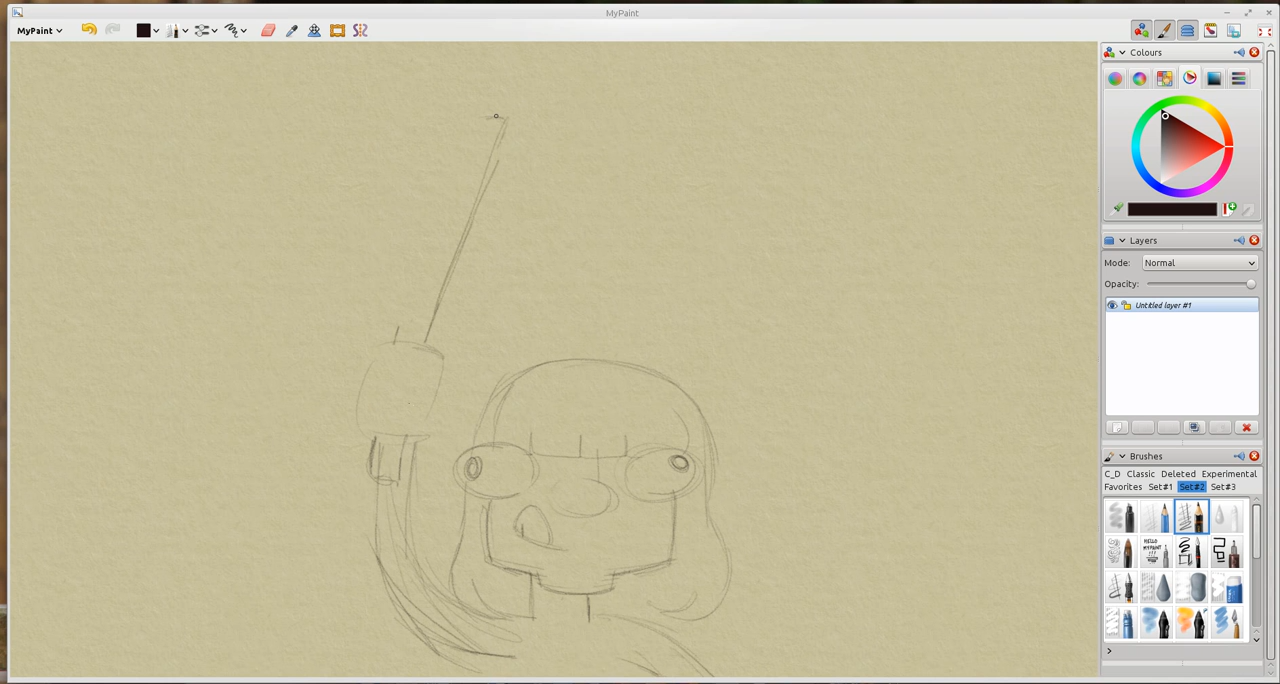 MyPaint
MyPaint
Colours
Layers
Mode: Normal
Opacity:
Untitled layer #1
Brushes
C_D Classic Deleted Experimental
Favorites Set#1 Set#2 Set#3
HELLO
MYPAINT
!!!